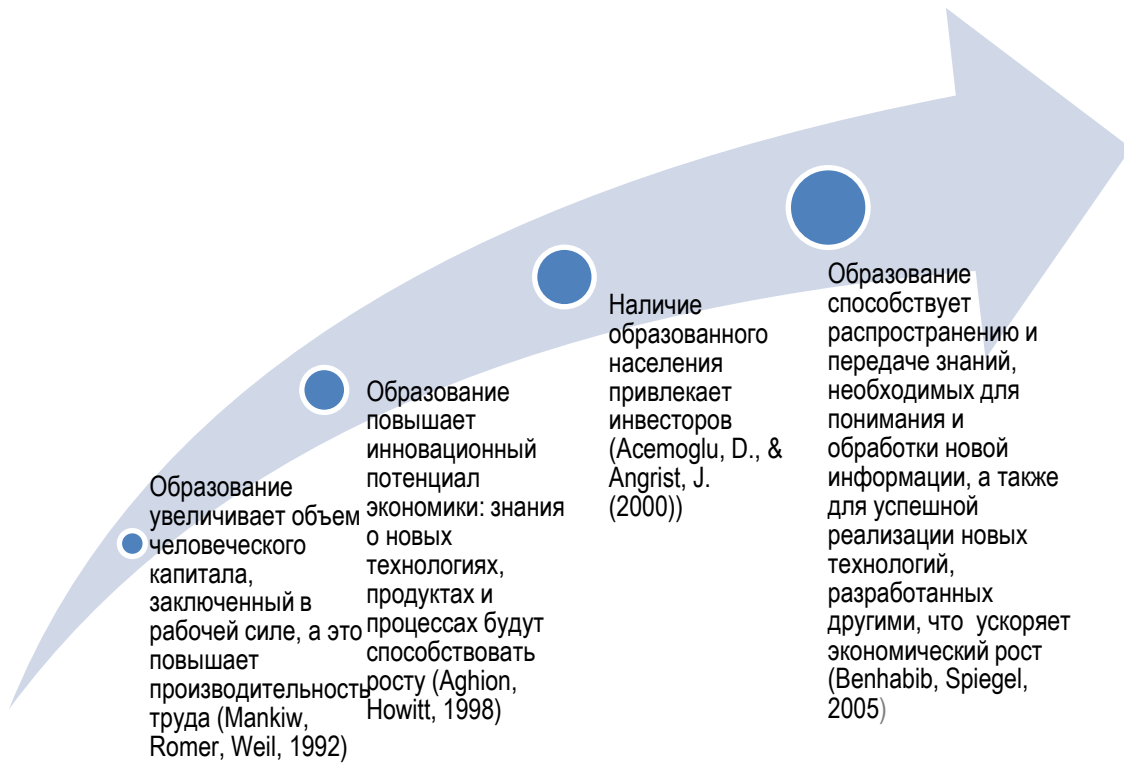 Образование
увеличивает объем
человеческого
капитала,
заключенный в
рабочей силе, а это
повышает
производительность
труда (Mankiw,
Romer, Weil, 1992)
Образование
повышает
инновационный
потенциал
экономики: знания
о новых
технологиях,
продуктах и
процессах будут
способствовать
росту (Aghion,
Howitt, 1998)
Наличие
образованного
населения
привлекает
инвесторов
(Acemoglu, D., &
Angrist, J.
(2000))
Образование
способствует
распространению и
передаче знаний,
необходимых для
понимания и
обработки новой
информации, а также
для успешной
реализации новых
технологий,
разработанных
другими, что  ускоряет
экономический рост
(Benhabib, Spiegel,
2005)